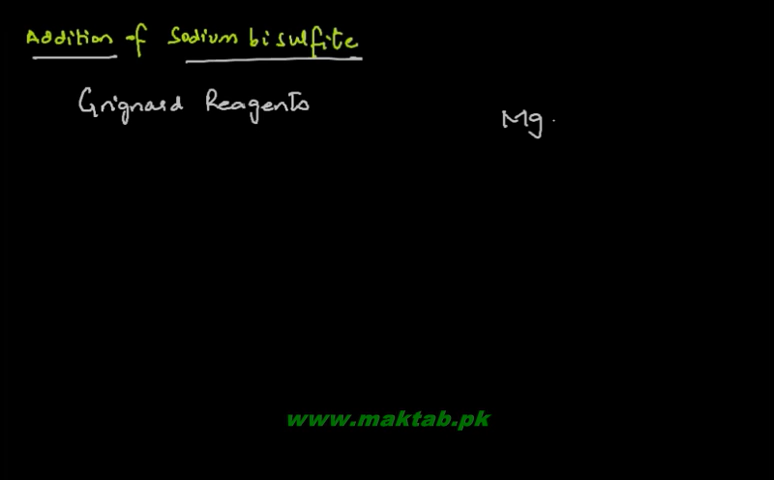 Addition of Sodium bisulfite
Grignard Reagents
Mg.
www.maktab.pk